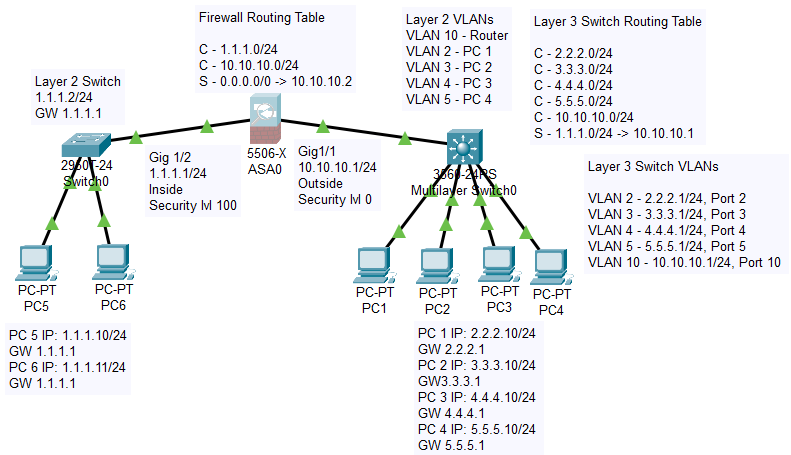 Firewall Routing Table
C - 1.1.1.0/24
C - 10.10.10.0/24
S - 0.0.0.0/0 -> 10.10.10.2
Layer 2 VLANs
VLAN 10 - Router
VLAN 2 - PC 1
VLAN 3 - PC 2
VLAN 4 - PC 3
VLAN 5 - PC 4
Layer 3 Switch Routing Table
C - 2.2.2.0/24
C - 3.3.3.0/24
C - 4.4.4.0/24
C - 5.5.5.0/24
C - 10.10.10.0/24
S - 1.1.1.0/24 -> 10.10.10.1
Layer 2 Switch
1.1.1.2/24
GW 1.1.1.1
2950T-24
Switch0
Gig 1/2
1.1.1.1/24
Inside
Security lvl 100
5506-X
ASA0
Gig1/1
10.10.10.1/24
Outside
Security lvl 0
3560-24PS
Multilayer Switch0
Layer 3 Switch VLANs
VLAN 2 - 2.2.2.1/24, Port 2
VLAN 3 - 3.3.3.1/24, Port 3
VLAN 4 - 4.4.4.1/24, Port 4
VLAN 5 - 5.5.5.1/24, Port 5
VLAN 10 - 10.10.10.1/24, Port 10
PC-PT
PC5
PC-PT
PC6
PC-PT
PC1
PC-PT
PC2
PC-PT
PC3
PC-PT
PC4
PC 5 IP: 1.1.1.10/24
GW 1.1.1.1
PC 6 IP: 1.1.1.11/24
GW 1.1.1.1
PC 1 IP: 2.2.2.10/24
GW 2.2.2.1
PC 2 IP: 3.3.3.10/24
GW3.3.3.1
PC 3 IP: 4.4.4.10/24
GW 4.4.4.1
PC 4 IP: 5.5.5.10/24
GW 5.5.5.1